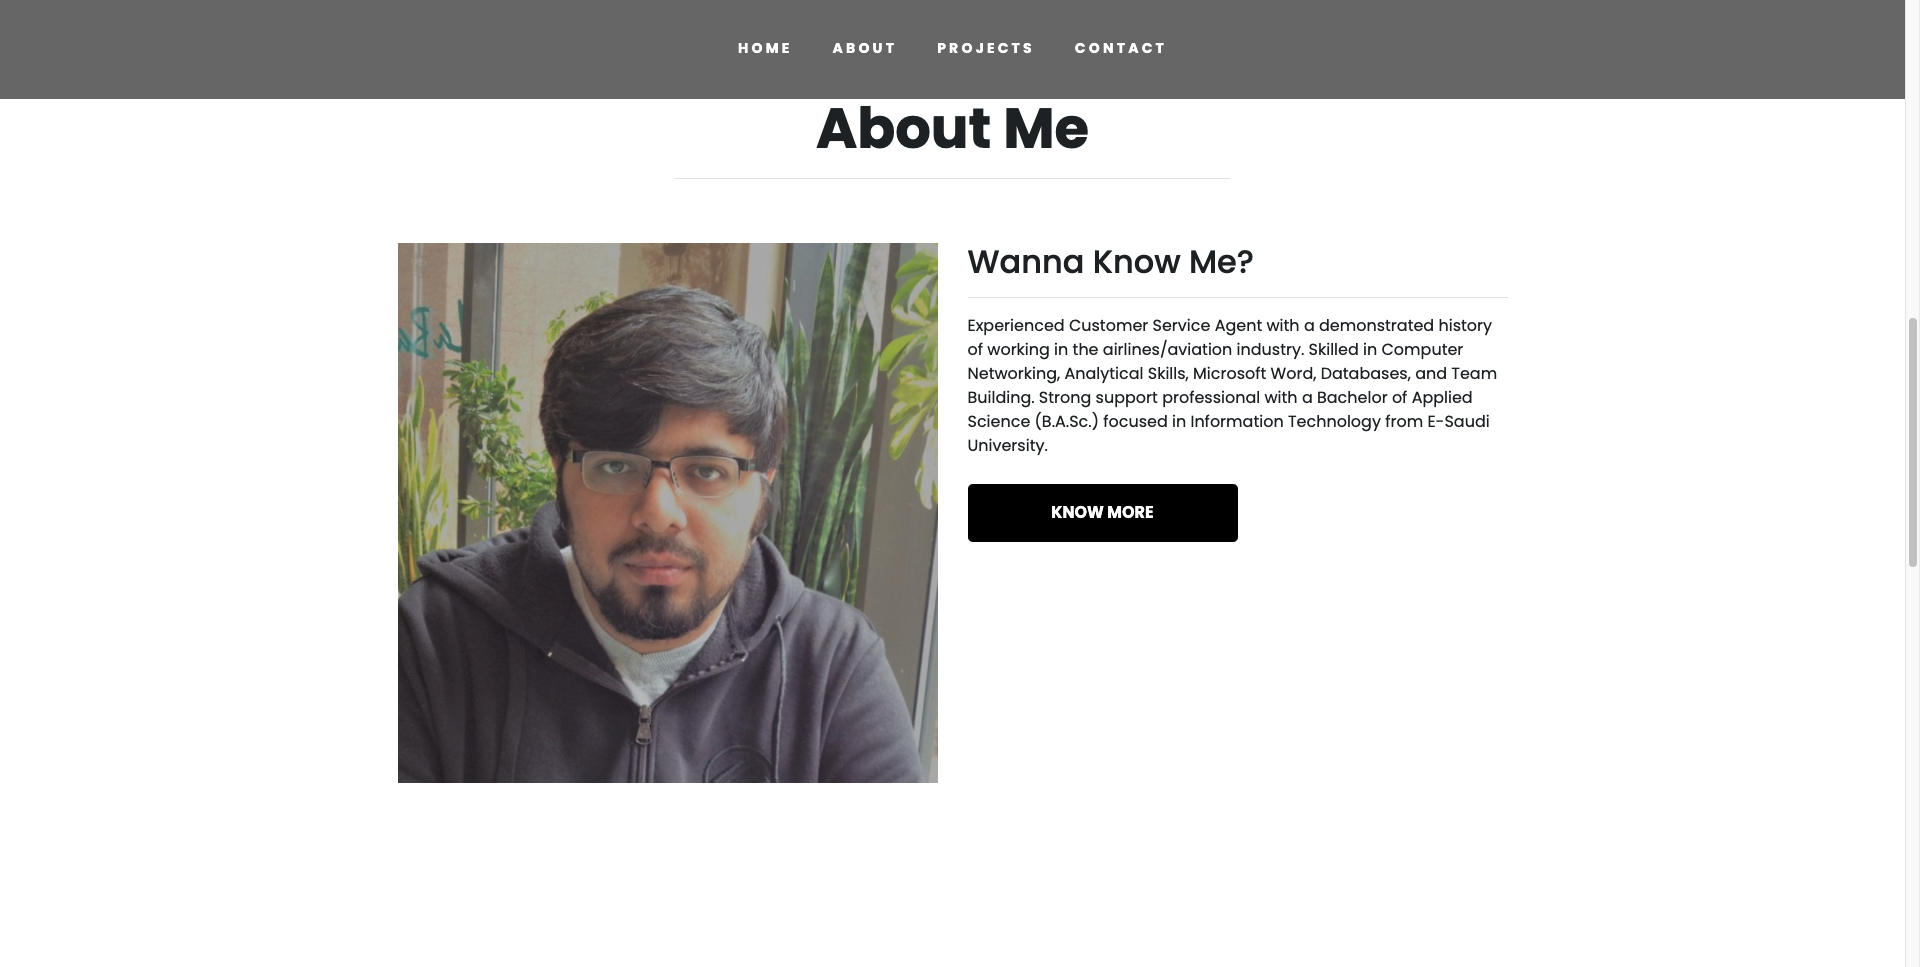 HOME ABOUT PROJECTS CONTACT
About Me
Wanna Know Me?
Experienced Customer Service Agent with a demonstrated history
of working in the airlines/aviation industry. Skilled in Computer
Networking, Analytical Skills, Microsoft Word, Databases, and Team
Building. Strong support professional with a Bachelor of Applied
Science (B.A.Sc.) focused in Information Technology from E-Saudi
University.
KNOW MORE